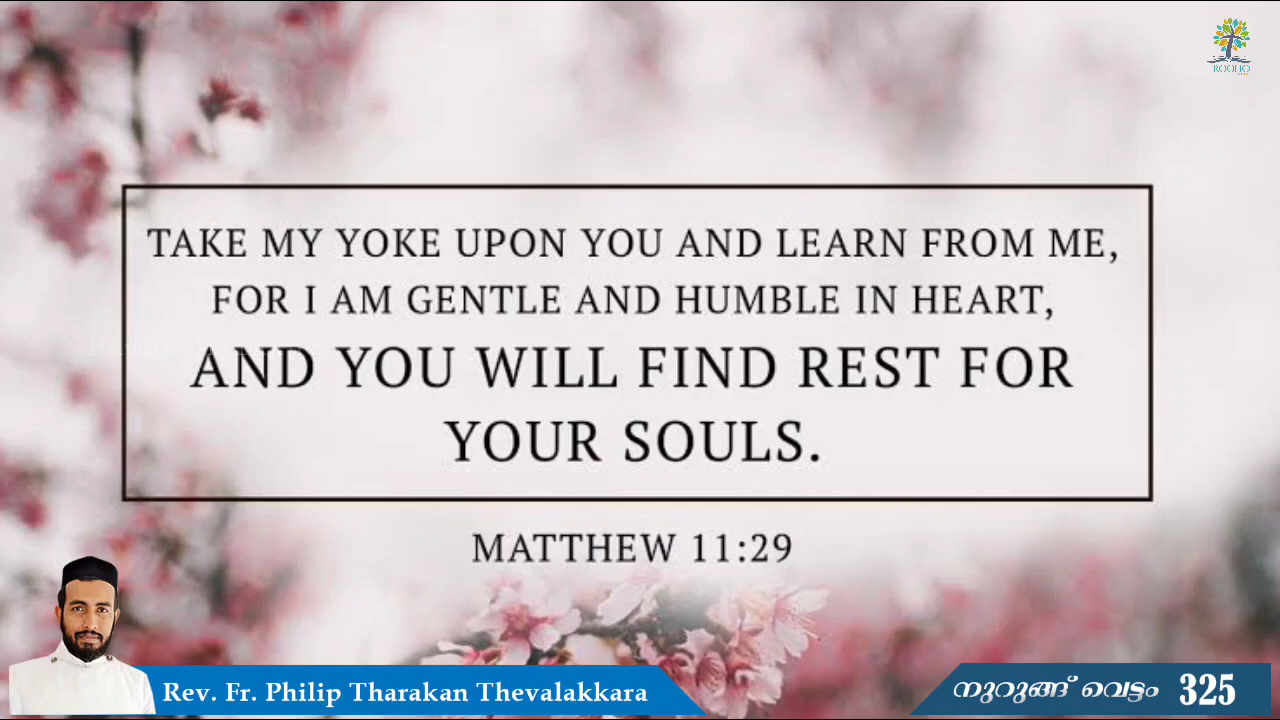 ROOHO
TAKE MY YOKE UPON YOU AND LEARN FROM ME,
FOR I AM GENTLE AND HUMBLE IN HEART,
AND YOU WILL FIND REST FOR
YOUR SOULS.
MATTHEW 11:29
Rev. Fr. Philip Tharakan Thevalakkara
നുറുങ്ങ് വെട്ടം 325